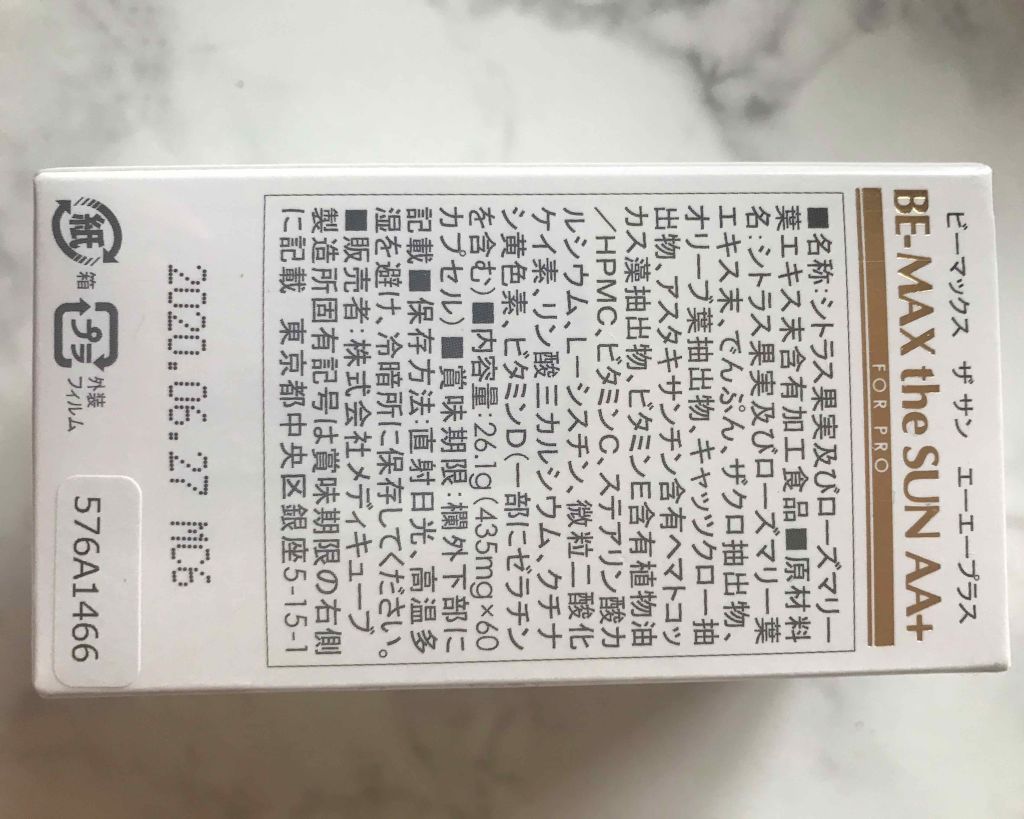 ビーマックス ザ サン エーエープラス
BE-MAX the SUN AA+
FOR PRO
■名称:シトラス果実及びローズマリー
葉エキス末含有加工食品■原材料
名:シトラス果実及びローズマリー葉
エキス末、でんぷん、ザクロ抽出物、
オリーブ葉抽出物、キャッツクロー抽
出物、アスタキサンチン含有ヘマトコッ
カス藻抽出物、ビタミンE含有植物油
/HPMC、ビタミンC、ステアリン酸カ
ルシウム、L-シスチン、微粒二酸化
ケイ素、リン酸三カルシウム、クチナ
シ黄色素、ビタミンD(一部にゼラチン
を含む)■内容量:26.1g(435mg×60
カプセル)■賞味期限:欄外下部に
記載■保存方法:直射日光、高温多
湿を避け、冷暗所に保存してください。
■販売者:株式会社メディキューブ
製造所固有記号は賞味期限の右側
に記載 東京都中央区銀座5-15-1
2020.06.27 MC6
紙 箱 プラ 外装
フィルム
576A1466